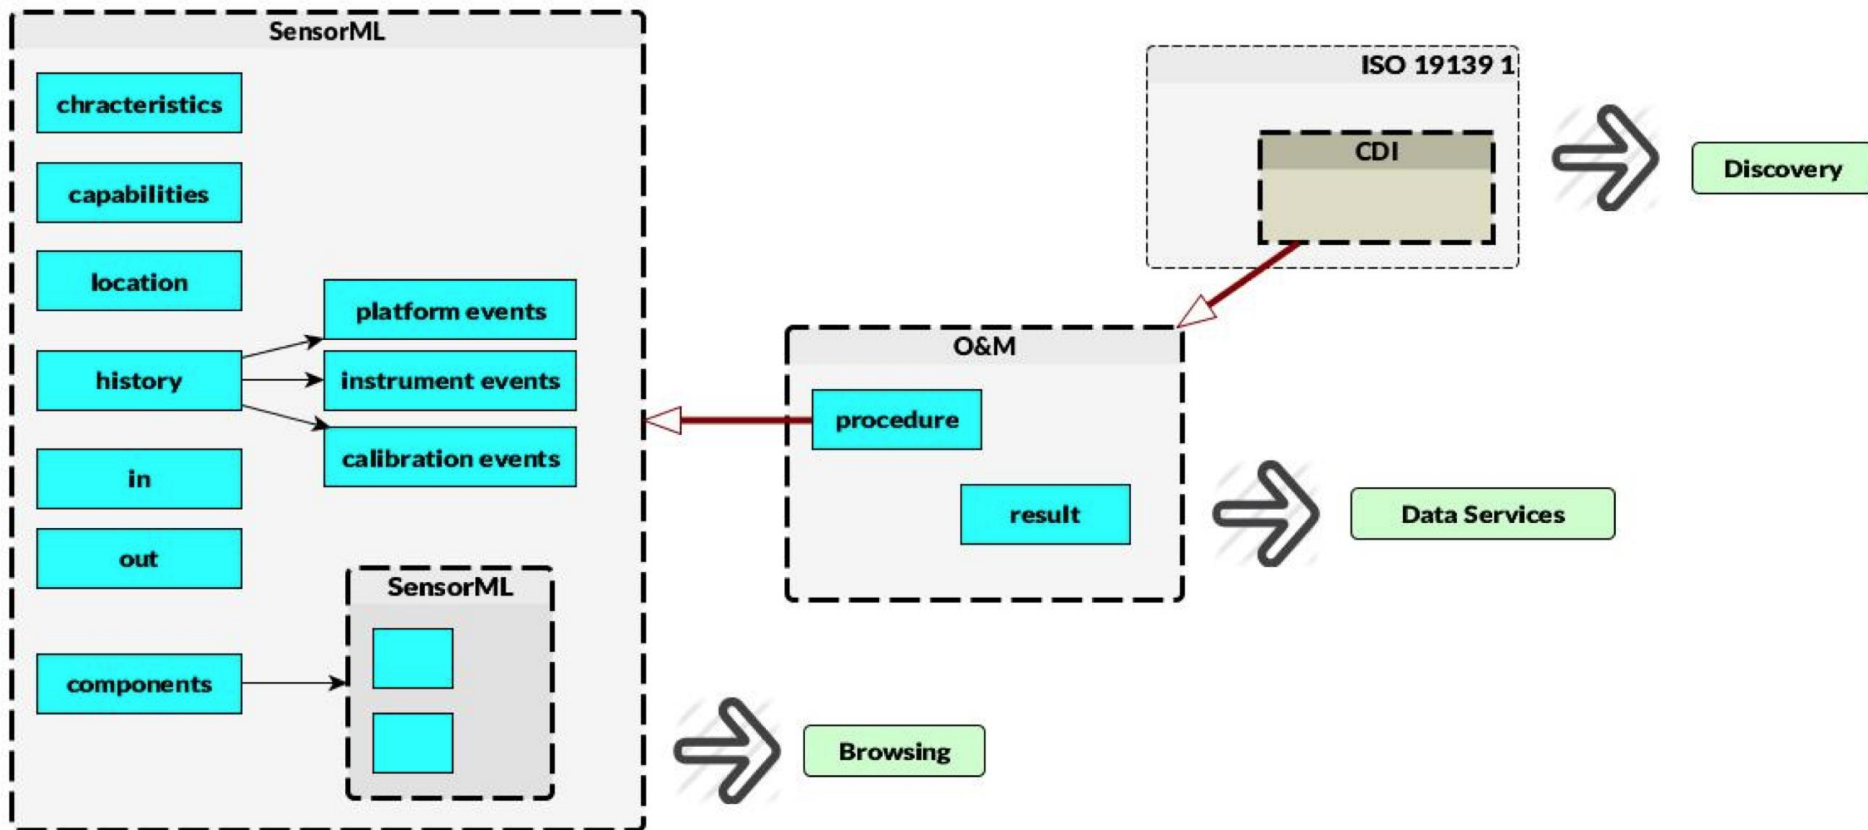 SensorML
chracteristics
capabilities
location
history
platform events
instrument events
calibration events
in
out
components
SensorML
O&M
procedure
result
ISO 19139 1
CDI
Discovery
Data Services
Browsing